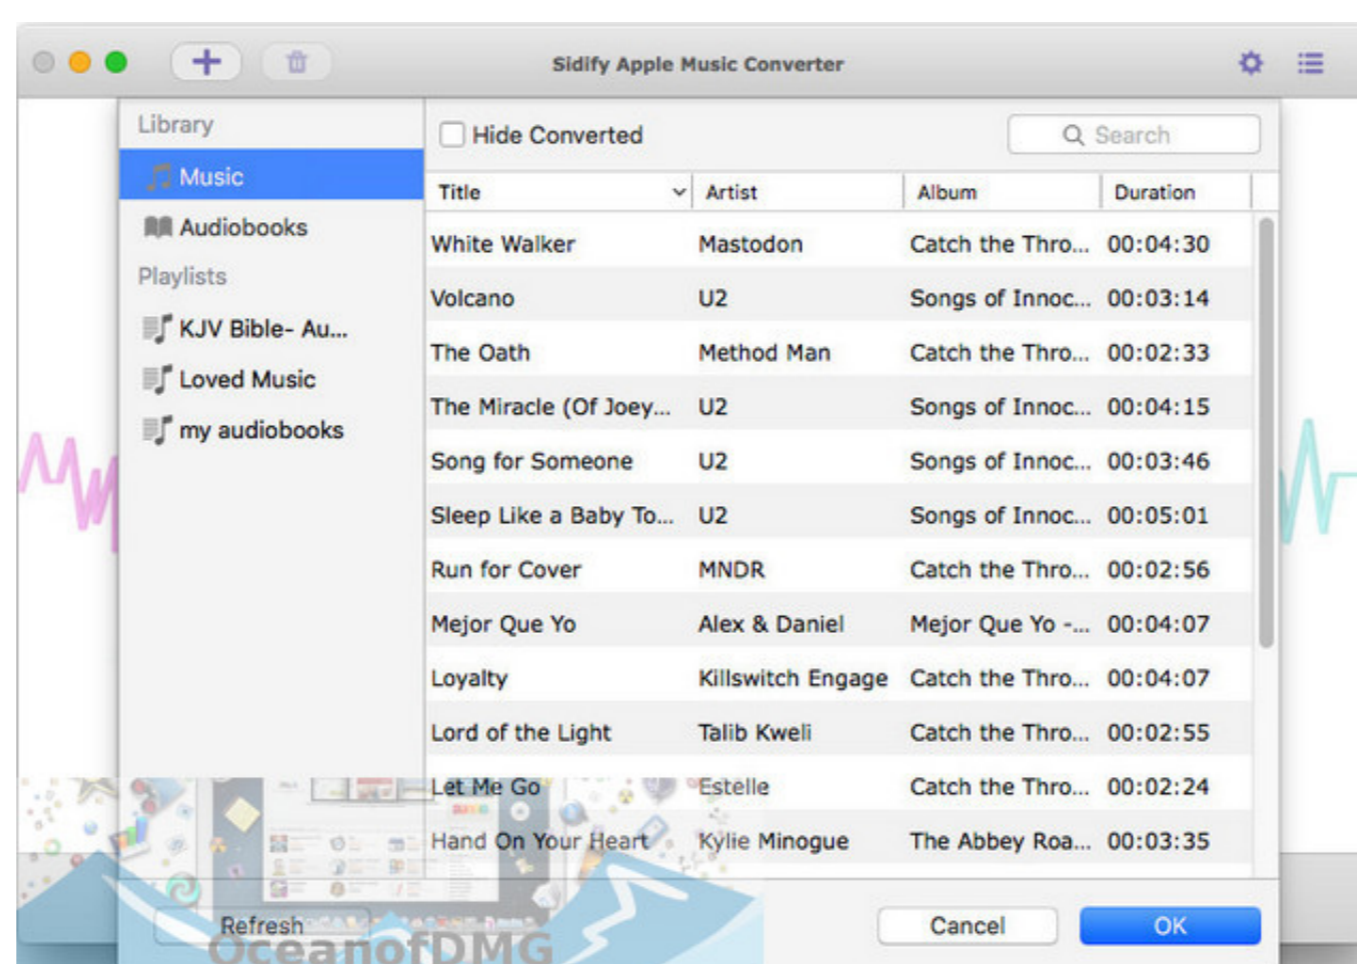 Sidify Apple Music Converter
Library
Music
Audiobooks
Playlists
KJV Bible- Au...
Loved Music
my audiobooks
Hide Converted
Search
Title Artist Album Duration
White Walker Mastodon Catch the Thro... 00:04:30
Volcano U2 Songs of Innoc... 00:03:14
The Oath Method Man Catch the Thro... 00:02:33
The Miracle (Of Joey... U2 Songs of Innoc... 00:04:15
Song for Someone U2 Songs of Innoc... 00:03:46
Sleep Like a Baby To... U2 Songs of Innoc... 00:05:01
Run for Cover MNDR Catch the Thro... 00:02:56
Mejor Que Yo Alex & Daniel Mejor Que Yo -... 00:04:07
Loyalty Killswitch Engage Catch the Thro... 00:04:07
Lord of the Light Talib Kweli Catch the Thro... 00:02:55
Let Me Go Estelle Catch the Thro... 00:02:24
Hand On Your Heart Kylie Minogue The Abbey Roa... 00:03:35
Refresh Cancel OK
OceanofDMG